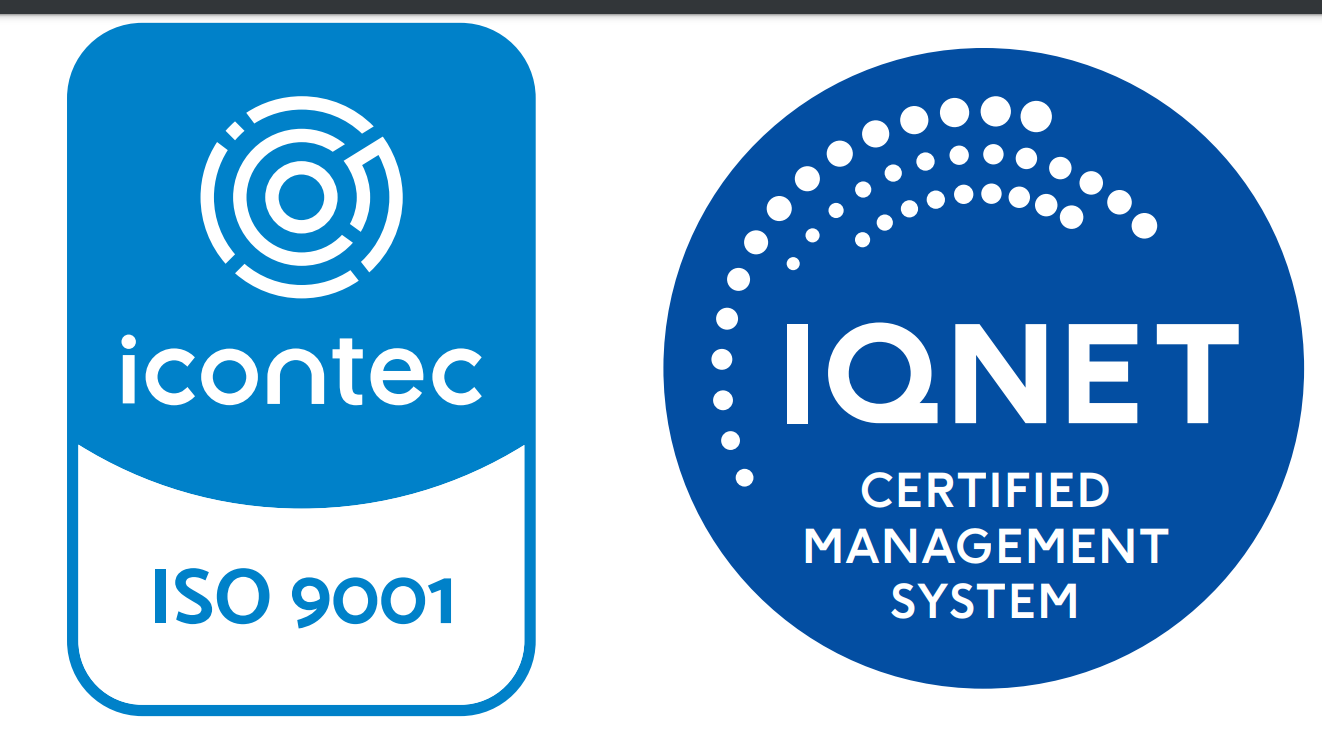 icontec
ISO 9001
IQNET
CERTIFIED
MANAGEMENT
SYSTEM